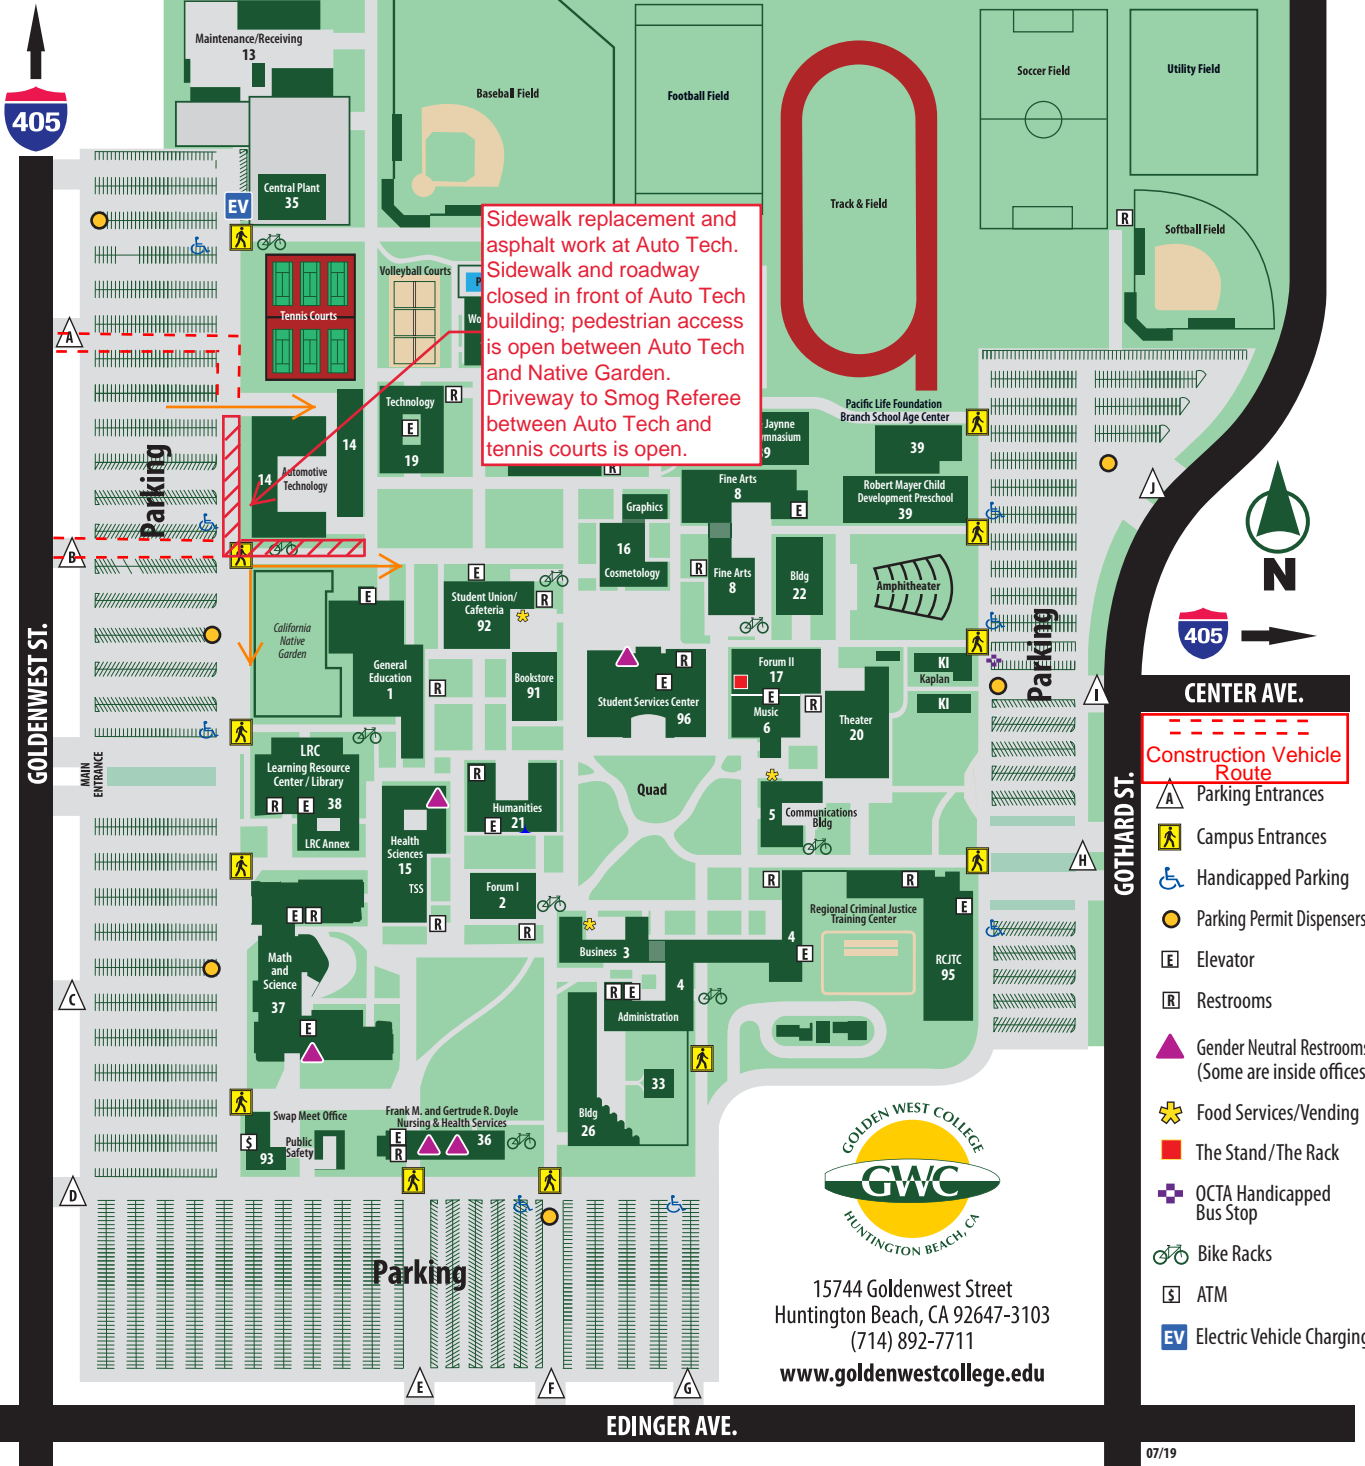 Maintenance/Receiving
13
405
Baseball Field
Football Field
Soccer Field
Utility Field
Central Plant
35
EV
Track & Field
R
Softball Field
Volleyball Courts
P
Wo
Tennis Courts
A
Sidewalk replacement and
asphalt work at Auto Tech.
Sidewalk and roadway
closed in front of Auto Tech
building; pedestrian access
is open between Auto Tech
and Native Garden.
Driveway to Smog Referee
between Auto Tech and
tennis courts is open.
Technology
R
E
19
14
14
Automotive
Technology
Parking
B
R
Jaynne
ymnasium
9
Pacific Life Foundation
Branch School Age Center
39
Robert Mayer Child
Development Preschool
39
Fine Arts
8
E
Graphics
16
Cosmetology
R
Fine Arts
8
Bldg
22
Amphitheater
J
N
405
GOLDENWEST ST.
California
Native
Garden
E
General
Education
1
R
E
Student Union/
Cafeteria
92
R
Bookstore
91
R
E
Student Services Center
96
Forum II
17
E
Music
6
R
Theater
20
KI
Kaplan
KI
Parking
I
CENTER AVE.
Construction Vehicle
Route
MAIN
ENTRANCE
LRC
Learning Resource
Center / Library
R E 38
LRC Annex
Health
Sciences
15
TSS
R
R
Humanities
21
E
Forum I
2
R
Quad
5
Communications
Bldg
H
GOTHARD ST.
R
R
Regional Criminal Justice
Training Center
E
RCJTC
95
4
E
Business 3
4
R E
Administration
E R
Math
and
Science
37
E
C
33
Bldg
26
Swap Meet Office
Public
Safety
$
93
Frank M. and Gertrude R. Doyle
Nursing & Health Services
E
R
36
D
Parking
E
F
G
EDINGER AVE.
GOLDEN WEST COLLEGE
GWC
HUNTINGTON BEACH, CA
15744 Goldenwest Street
Huntington Beach, CA 92647-3103
(714) 892-7711
www.goldenwestcollege.edu
A Parking Entrances
Campus Entrances
Handicapped Parking
Parking Permit Dispensers
E Elevator
R Restrooms
Gender Neutral Restrooms
(Some are inside offices
Food Services/Vending
The Stand/The Rack
OCTA Handicapped
Bus Stop
Bike Racks
$ ATM
EV Electric Vehicle Charging
07/19